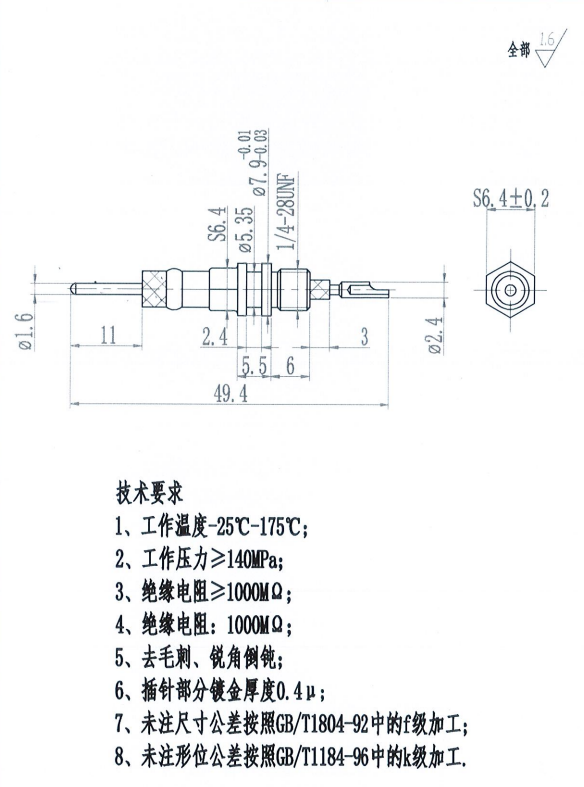 全部 1.6
ø7.9-0.01-0.03
S6.4
ø5.35
1/4-28UNF
S6.4±0.2
ø1.6
11
2.4
5.5
6
3
ø2.4
49.4
技术要求
1、工作温度-25℃-175℃;
2、工作压力≥140MPa;
3、绝缘电阻≥1000MΩ;
4、绝缘电阻: 1000MΩ;
5、去毛刺、锐角倒钝;
6、插针部分镀金厚度0.4μ;
7、未注尺寸公差按照GB/T1804-92中的f级加工;
8、未注形位公差按照GB/T1184-96中的k级加工.